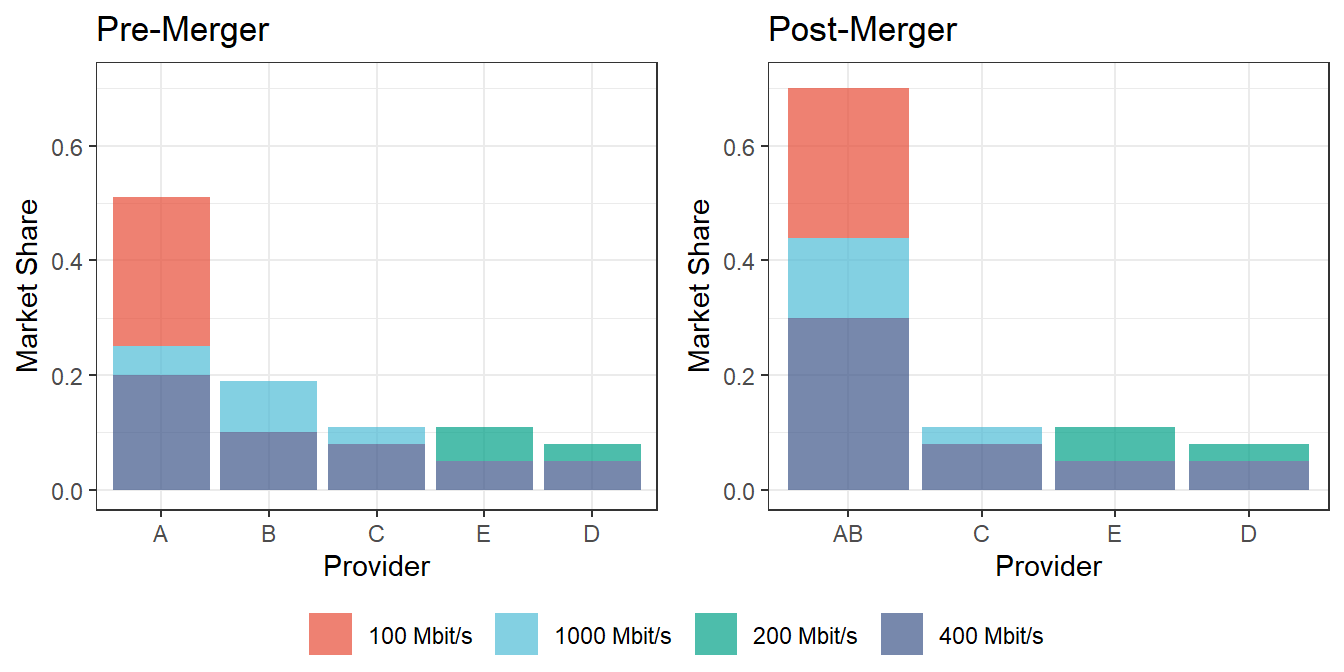 Pre-Merger
Post-Merger
Market Share
0.6
0.4
0.2
0.0
A B C E D
Provider
Market Share
0.6
0.4
0.2
0.0
AB C E D
Provider
100 Mbit/s 1000 Mbit/s 200 Mbit/s 400 Mbit/s